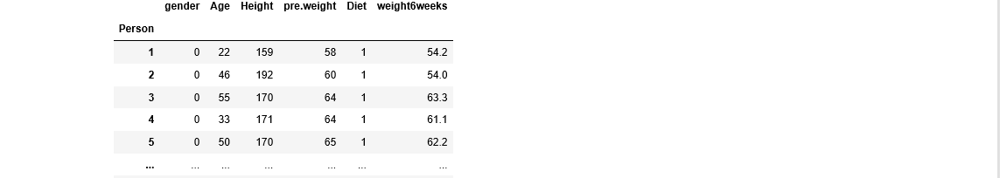 gender Age Height pre.weight Diet weight6weeks
Person
1 0 22 159 58 1 54.2
2 0 46 192 60 1 54.0
3 0 55 170 64 1 63.3
4 0 33 171 64 1 61.1
5 0 50 170 65 1 62.2
... ... ... ... ... ... ...